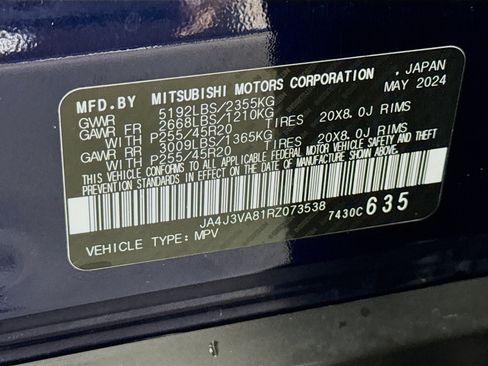 MFD.BY MITSUBISHI MOTORS CORPORATION . JAPAN
GVWR 5192LBS/2355KG MAY 2024
GAWR FR 2668LBS/1210KG
WITH P255/45R20 TIRES 20X8.0J RIMS
GAWR RR 3009LBS/1365KG
WITH P255/45R20 TIRES 20X8.0J RIMS
THIS VEHICLE CONFORMS TO ALL APPLICABLE FEDERAL MOTOR VEHICLE SAFETY
AND THEFT PREVENTION STANDARDS IN EFFECT ON THE DATE OF MANUFACTURE SHOWN ABOVE.
JA4J3VA81RZ073538
7430C635
VEHICLE TYPE: MPV